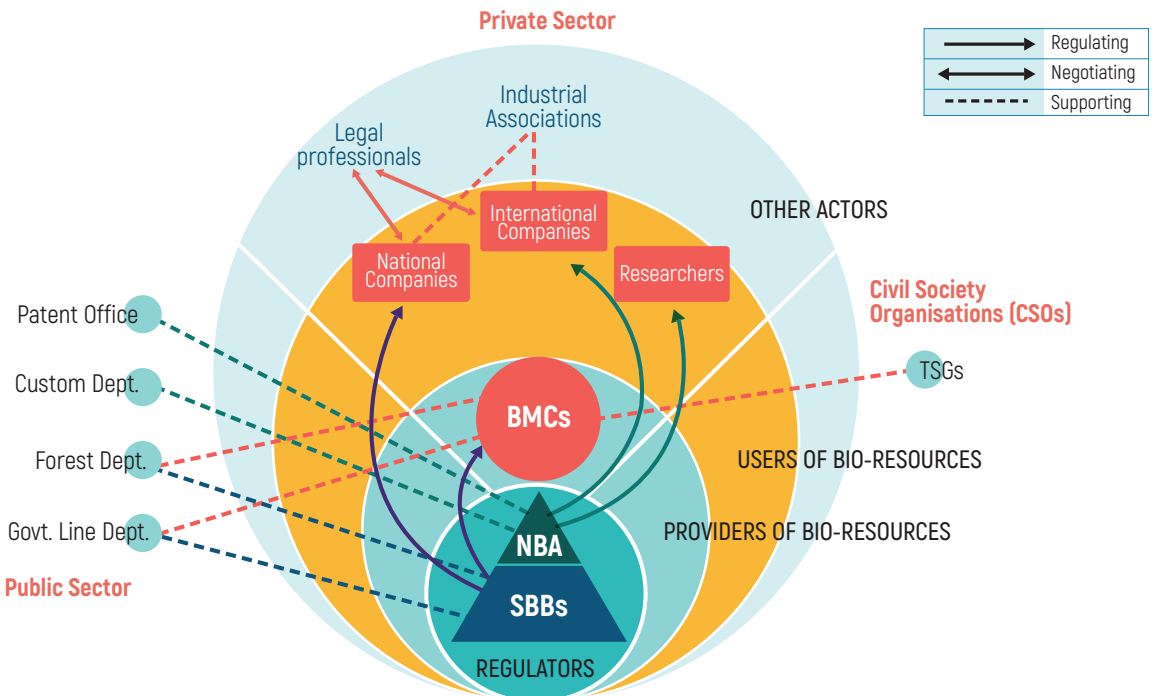 Private Sector
Regulating
Negotiating
Supporting
Industrial
Associations
Legal
professionals
OTHER ACTORS
International
Companies
National
Companies
Researchers
Civil Society
Organisations (CSOs)
Patent Office
TSGs
Custom Dept.
BMCs
Forest Dept.
USERS OF BIO-RESOURCES
Govt. Line Dept.
PROVIDERS OF BIO-RESOURCES
NBA
Public Sector
SBBs
REGULATORS